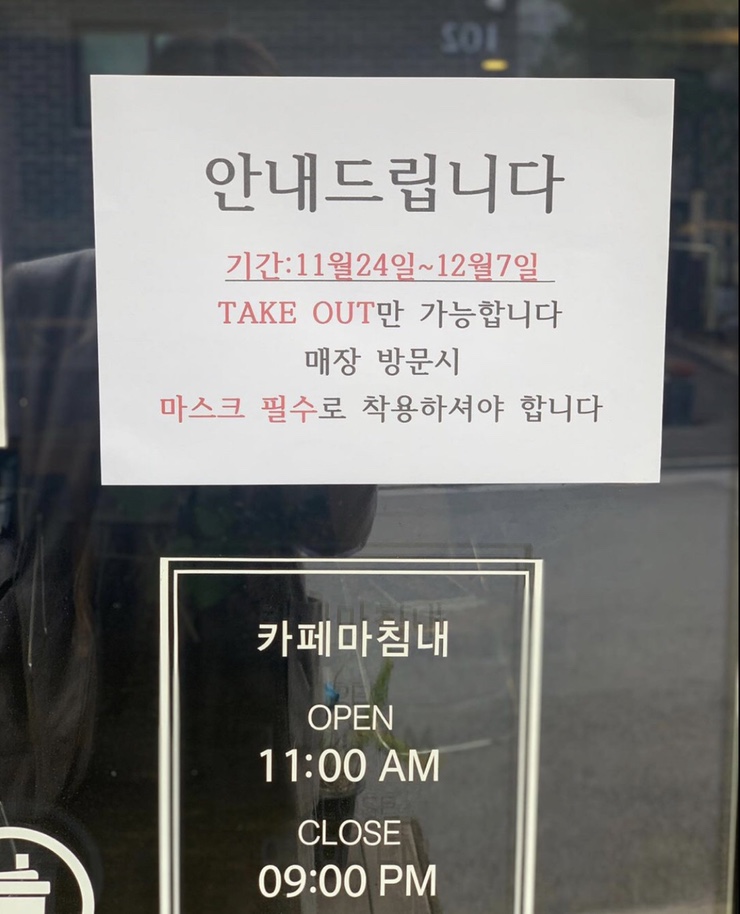 102
안내드립니다
기간:11월24일~12월7일
TAKE OUT만 가능합니다
매장 방문시
마스크 필수로 착용하셔야 합니다
카페마침내
OPEN
11:00 AM
CLOSE
09:00 PM